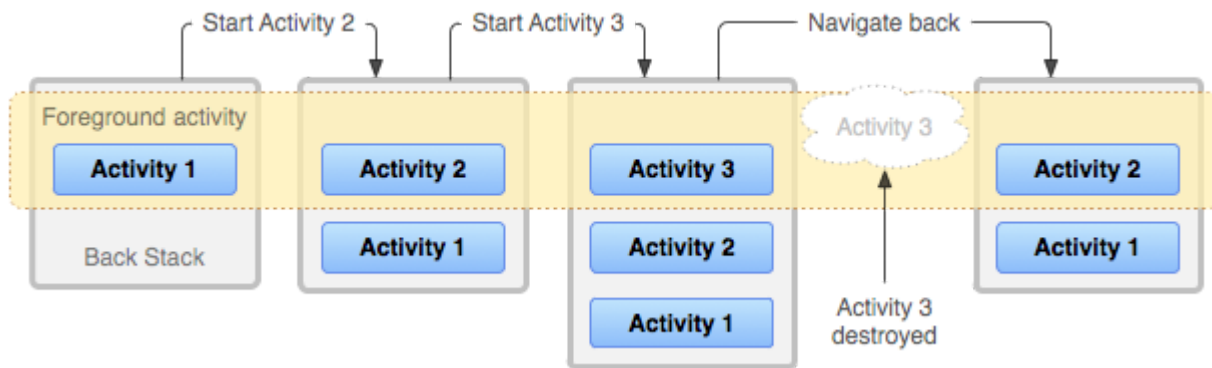 Start Activity 2
Start Activity 3
Navigate back
Foreground activity
Activity 1
Back Stack
Activity 2
Activity 1
Activity 3
Activity 2
Activity 1
Activity 3
Activity 3
destroyed
Activity 2
Activity 1